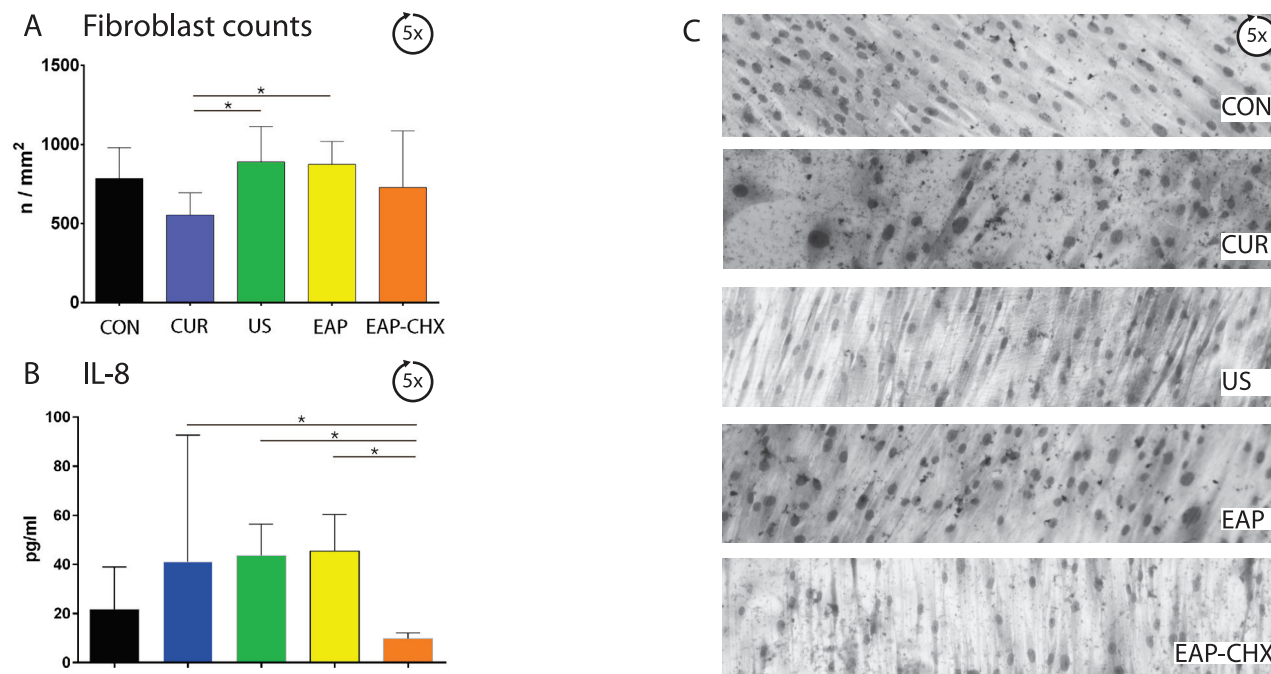 A Fibroblast counts 5x
1500
1000
500
0
n / mm²
*
*
CON CUR US EAP EAP-CHX
B IL-8 5x
100
80
60
40
20
0
pg/ml
*
*
*
C 5x
CON
CUR
US
EAP
EAP-CHX